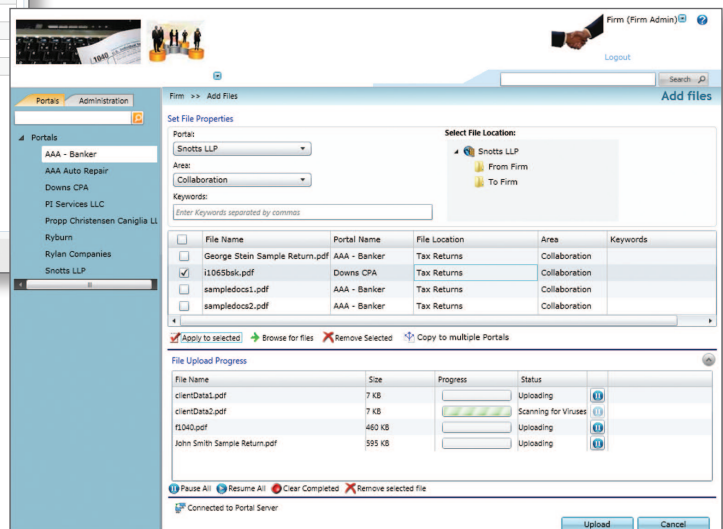 1040
Firm (Firm Admin)
Logout
Search
Portals
Administration
Firm >> Add Files
Add files
Portals
AAA - Banker
AAA Auto Repair
Downs CPA
PI Services LLC
Propp Christensen Caniglia LL
Ryburn
Rylan Companies
Snotts LLP
Set File Properties
Portal:
Snotts LLP
Area:
Collaboration
Keywords:
Enter Keywords separated by commas
Select File Location:
Snotts LLP
From Firm
To Firm
File Name Portal Name File Location Area Keywords
George Stein Sample Return.pdf AAA - Banker Tax Returns Collaboration
i1065bsk.pdf Downs CPA Tax Returns Collaboration
sampledocs1.pdf AAA - Banker Tax Returns Collaboration
sampledocs2.pdf AAA - Banker Tax Returns Collaboration
Apply to selected Browse for files Remove Selected Copy to multiple Portals
File Upload Progress
File Name Size Progress Status
clientData1.pdf 7 KB Uploading
clientData2.pdf 7 KB Scanning for Viruses
f1040.pdf 460 KB Uploading
John Smith Sample Return.pdf 595 KB Uploading
Pause All Resume All Clear Completed Remove selected file
Connected to Portal Server
Upload Cancel